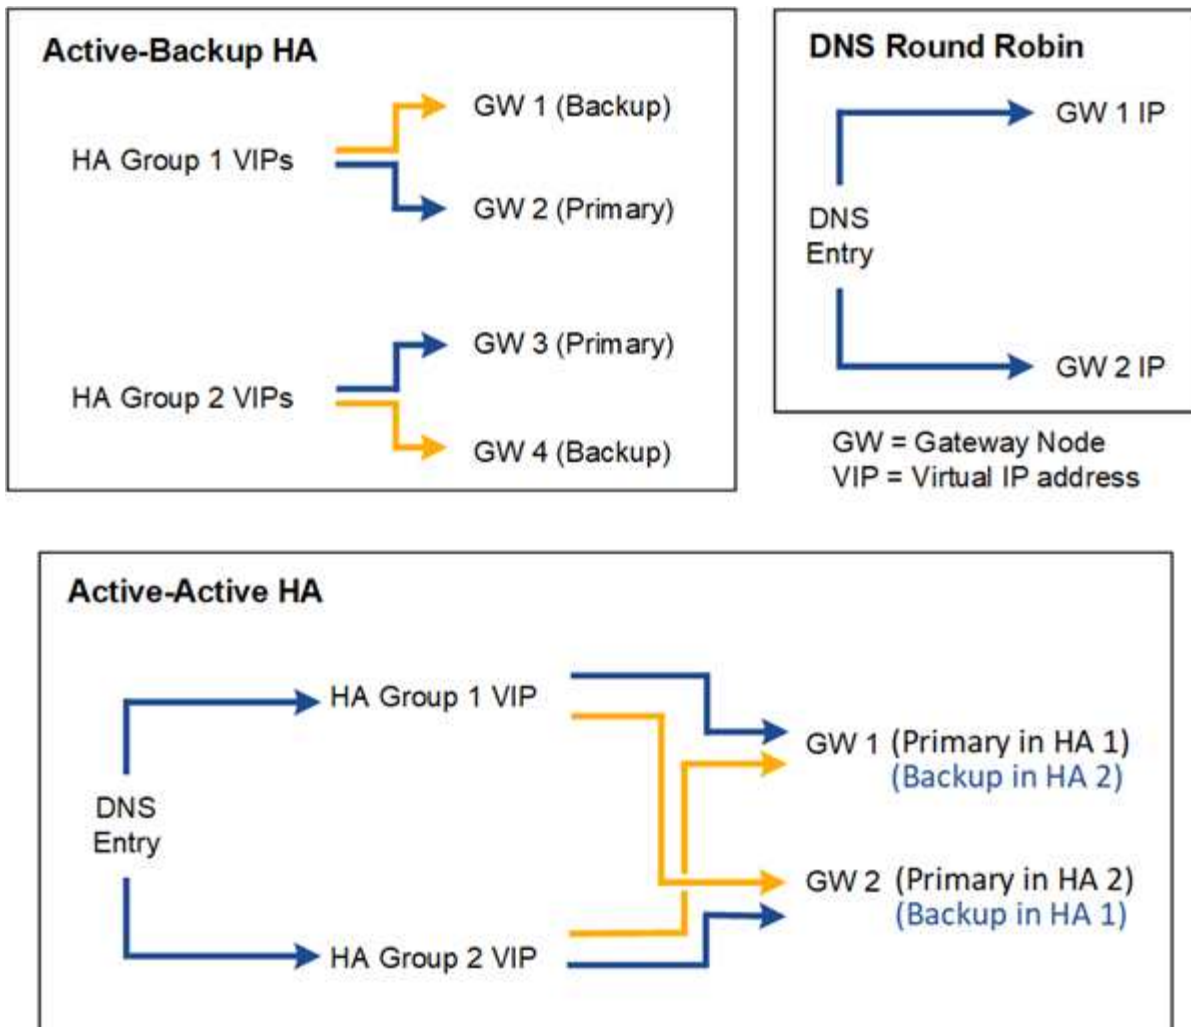 Active-Backup HA
GW 1 (Backup)
HA Group 1 VIPs
GW 2 (Primary)
GW 3 (Primary)
HA Group 2 VIPs
GW 4 (Backup)
DNS Round Robin
GW 1 IP
DNS
Entry
GW 2 IP
GW = Gateway Node
VIP = Virtual IP address
Active-Active HA
HA Group 1 VIP
GW 1 (Primary in HA 1)
(Backup in HA 2)
DNS
Entry
GW 2 (Primary in HA 2)
(Backup in HA 1)
HA Group 2 VIP